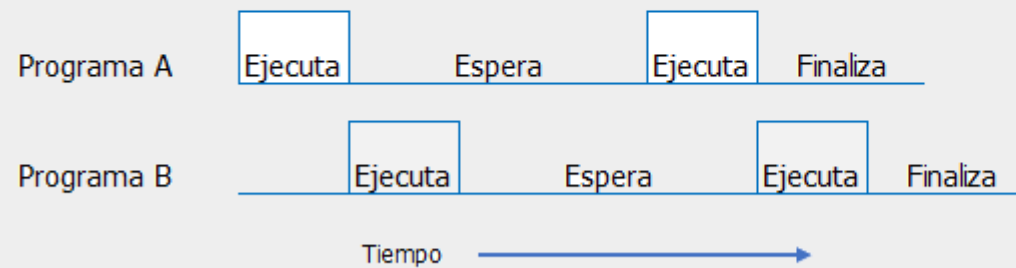 Programa A Ejecuta Espera Ejecuta Finaliza
Programa B Ejecuta Espera Ejecuta Finaliza
Tiempo